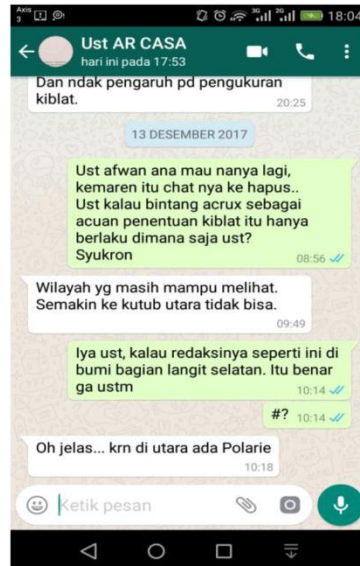 Axis
3
3G 2G 18:04
Ust AR CASA
hari ini pada 17:53
Dan ndak pengaruh pd pengukuran
kiblat.
20:25
13 DESEMBER 2017
Ust afwan ana mau nanya lagi,
kemaren itu chat nya ke hapus..
Ust kalau bintang acrux sebagai
acuan penentuan kiblat itu hanya
berlaku dimana saja ust?
Syukron
08:56
Wilayah yg masih mampu melihat.
Semakin ke kutub utara tidak bisa.
09:49
Iya ust, kalau redaksinya seperti ini di
bumi bagian langit selatan. Itu benar
ga ustm
10:14
#? 10:14
Oh jelas... krn di utara ada Polarie
10:18
Ketik pesan